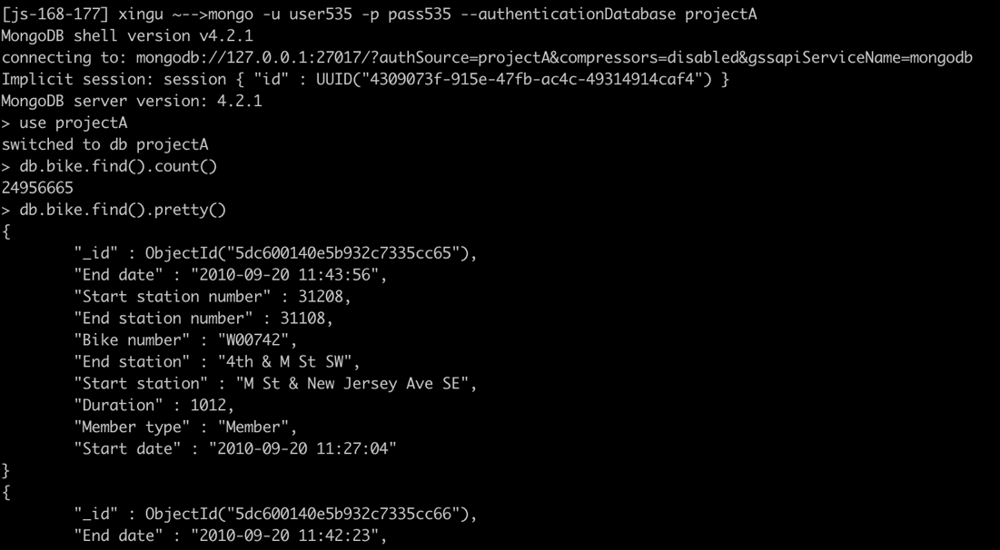 [js-168-177] xingu ~-->mongo -u user535 -p pass535 --authenticationDatabase projectA
MongoDB shell version v4.2.1
connecting to: mongodb://127.0.0.1:27017/?authSource=projectA&compressors=disabled&gssapiServiceName=mongodb
Implicit session: session { "id" : UUID("4309073f-915e-47fb-ac4c-49314914caf4") }
MongoDB server version: 4.2.1
> use projectA
switched to db projectA
> db.bike.find().count()
24956665
> db.bike.find().pretty()
{
        "_id" : ObjectId("5dc600140e5b932c7335cc65"),
        "End date" : "2010-09-20 11:43:56",
        "Start station number" : 31208,
        "End station number" : 31108,
        "Bike number" : "W00742",
        "End station" : "4th & M St SW",
        "Start station" : "M St & New Jersey Ave SE",
        "Duration" : 1012,
        "Member type" : "Member",
        "Start date" : "2010-09-20 11:27:04"
}
{
        "_id" : ObjectId("5dc600140e5b932c7335cc66"),
        "End date" : "2010-09-20 11:42:23",